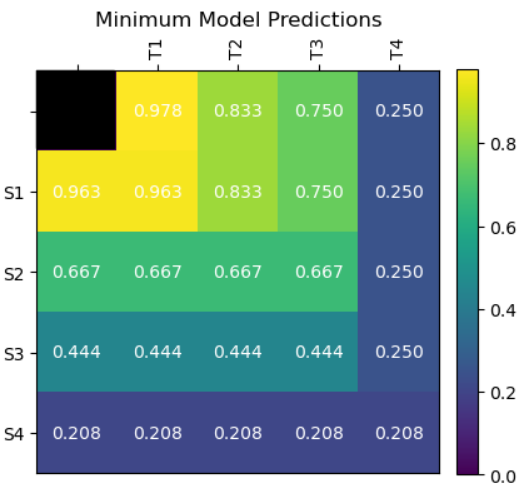 Minimum Model Predictions
T1 T2 T3 T4
0.978 0.833 0.750 0.250
S1 0.963 0.963 0.833 0.750 0.250
S2 0.667 0.667 0.667 0.667 0.250
S3 0.444 0.444 0.444 0.444 0.250
S4 0.208 0.208 0.208 0.208 0.208
0.8
0.6
0.4
0.2
0.0